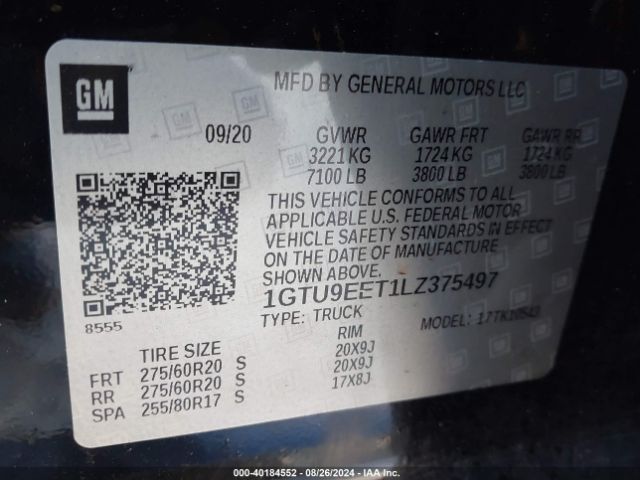 GM
MFD BY GENERAL MOTORS LLC
09/20 GVWR GAWR FRT GAWR RR
3221 KG 1724 KG 1724 KG
7100 LB 3800 LB 3800 LB
THIS VEHICLE CONFORMS TO ALL
APPLICABLE U.S. FEDERAL MOTOR
VEHICLE SAFETY STANDARDS IN EFFECT
ON THE DATE OF MANUFACTURE
SHOWN ABOVE.
1GTU9EET1LZ375497
8555
TYPE: TRUCK MODEL: 17TK10543
TIRE SIZE RIM
FRT 275/60R20 S 20X9J
RR 275/60R20 S 20X9J
SPA 255/80R17 S 17X8J
000-40184552 - 08/26/2024 - IAA Inc.